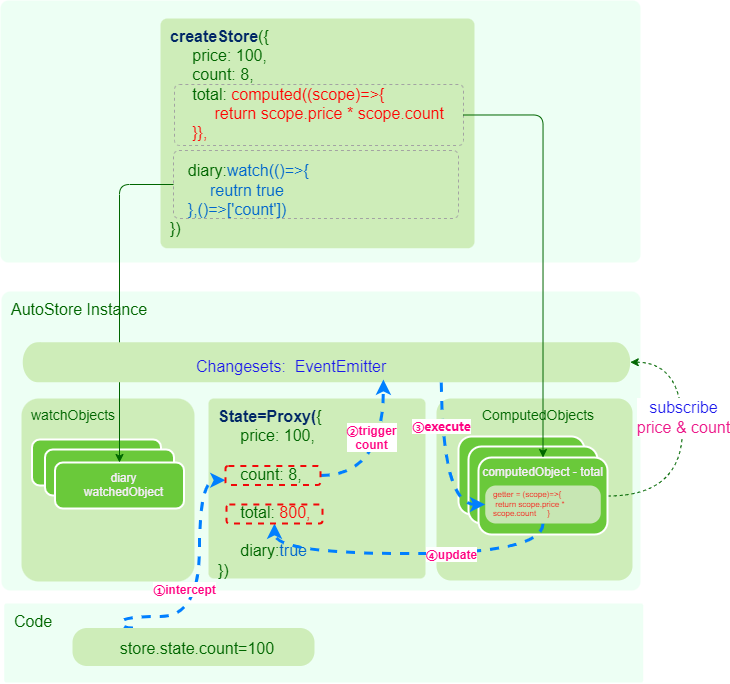 createStore({
price: 100,
count: 8,
total: computed((scope)=>{
return scope.price * scope.count
}},
diary:watch(()=>{
reutrn true
},()=>['count'])
})
AutoStore Instance
Changesets: EventEmitter
watchObjects
diary
watchedObject
State=Proxy({
price: 100,
count: 8,
total: 800,
diary:true
})
②trigger
count
③execute
ComputedObjects
computedObject - total
getter = (scope)=>{
return scope.price *
scope.count }
subscribe
price & count
④update
①intercept
Code
store.state.count=100